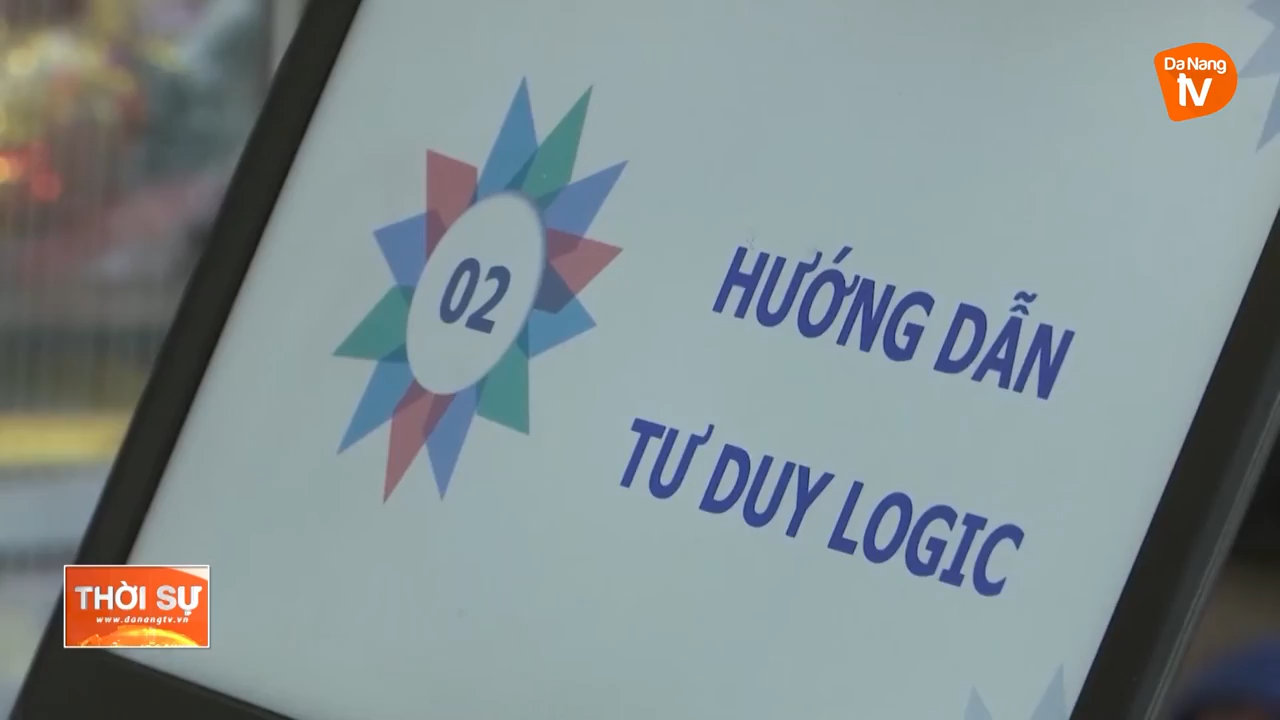 Da Nang
tv
02
HƯỚNG DẪN
TƯ DUY LOGIC
THỜI SỰ
www.danangtv.vn